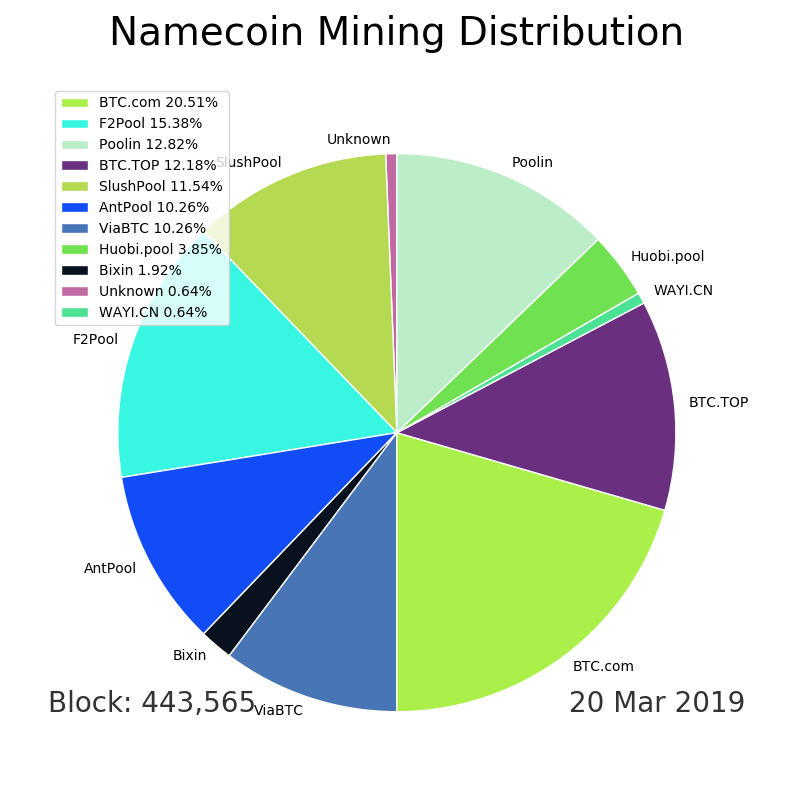 Namecoin Mining Distribution
BTC.com 20.51%
F2Pool 15.38%
Poolin 12.82%
BTC.TOP 12.18%
SlushPool 11.54%
AntPool 10.26%
ViaBTC 10.26%
Huobi.pool 3.85%
Bixin 1.92%
Unknown 0.64%
WAYI.CN 0.64%
Unknown
SlushPool
Poolin
Huobi.pool
WAYI.CN
F2Pool
BTC.TOP
AntPool
Bixin
BTC.com
ViaBTC
Block: 443,565
20 Mar 2019